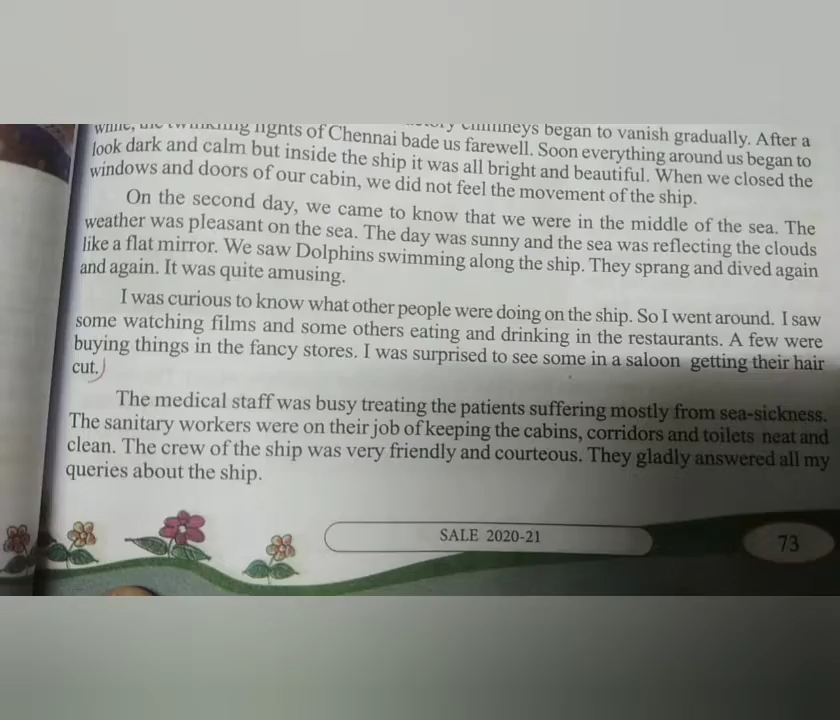 lights of Chennai bade us farewell. Soon everything around us began to
chimneys began to vanish gradually. After a
look dark and calm but inside the ship it was all bright and beautiful. When we closed the
windows and doors of our cabin, we did not feel the movement of the ship.
On the second day, we came to know that we were in the middle of the sea. The
weather was pleasant on the sea. The day was sunny and the sea was reflecting the clouds
like a flat mirror. We saw Dolphins swimming along the ship. They sprang and dived again
and again. It was quite amusing.
I was curious to know what other people were doing on the ship. So I went around. I saw
some watching films and some others eating and drinking in the restaurants. A few were
buying things in the fancy stores. I was surprised to see some in a saloon getting their hair
cut.
The medical staff was busy treating the patients suffering mostly from sea-sickness.
The sanitary workers were on their job of keeping the cabins, corridors and toilets neat and
clean. The crew of the ship was very friendly and courteous. They gladly answered all my
queries about the ship.
SALE 2020-21
73